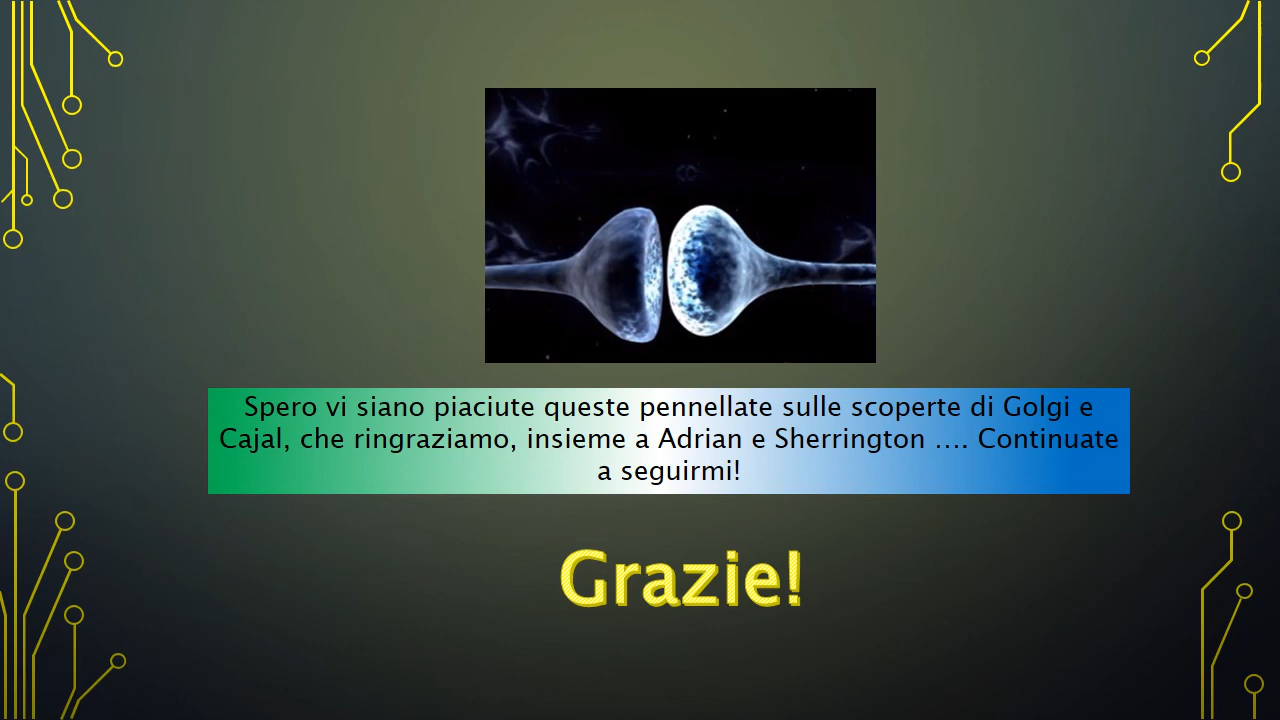 Spero vi siano piaciute queste pennellate sulle scoperte di Golgi e
Cajal, che ringraziamo, insieme a Adrian e Sherrington …. Continuate
a seguirmi!
Grazie!